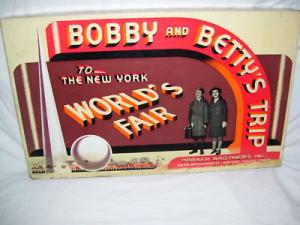 BOBBY AND BETTY'S TRIP
TO
THE NEW YORK
WORLD'S
FAIR
PARKER BROTHERS INC.